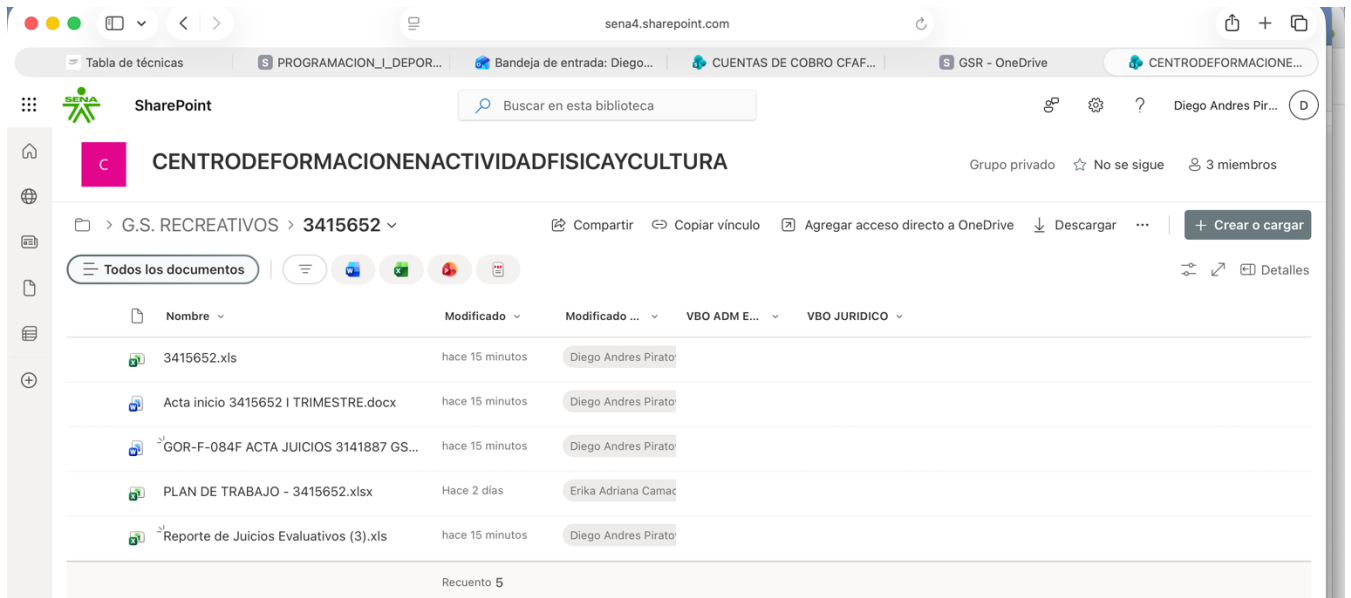 sena4.sharepoint.com
Tabla de técnicas
S PROGRAMACION_I_DEPOR...
Bandeja de entrada: Diego...
CUENTAS DE COBRO CFAF...
S GSR - OneDrive
CENTRODEFORMACIONE...
SENA
SharePoint
Buscar en esta biblioteca
?
Diego Andres Pir...
D
C
CENTRODEFORMACIONENACTIVIDADFISICAYCULTURA
Grupo privado
No se sigue
3 miembros
> G.S. RECREATIVOS > 3415652
Compartir
Copiar vínculo
Agregar acceso directo a OneDrive
Descargar
...
+ Crear o cargar
Todos los documentos
Detalles
Nombre
Modificado
Modificado ...
VBO ADM E...
VBO JURIDICO
3415652.xls
hace 15 minutos
Diego Andres Pirato
Acta inicio 3415652 I TRIMESTRE.docx
hace 15 minutos
Diego Andres Pirato
GOR-F-084F ACTA JUICIOS 3141887 GS...
hace 15 minutos
Diego Andres Pirato
PLAN DE TRABAJO - 3415652.xlsx
Hace 2 días
Erika Adriana Camac
Reporte de Juicios Evaluativos (3).xls
hace 15 minutos
Diego Andres Pirato
Recuento 5